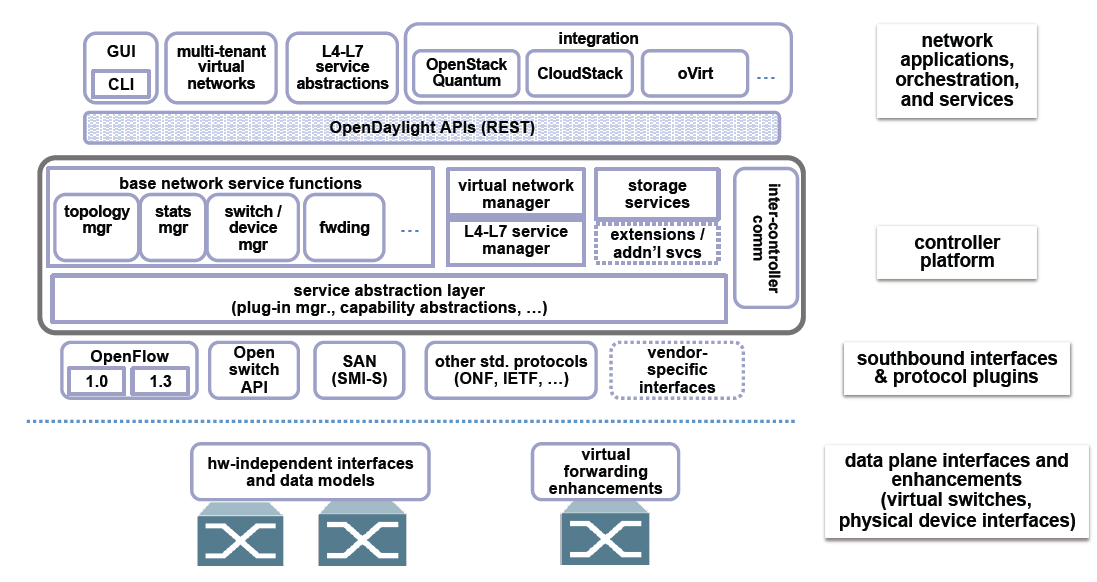 GUI
CLI
multi-tenant
virtual
networks
L4-L7
service
abstractions
integration
OpenStack
Quantum
CloudStack
oVirt
...
network
applications,
orchestration,
and services
OpenDaylight APIs (REST)
base network service functions
topology
mgr
stats
mgr
switch /
device
mgr
fwding
...
virtual network
manager
L4-L7 service
manager
storage
services
extensions /
addn'l svcs
inter-controller
comm
service abstraction layer
(plug-in mgr., capability abstractions, …)
controller
platform
OpenFlow
1.0
1.3
Open
switch
API
SAN
(SMI-S)
other std. protocols
(ONF, IETF, …)
vendor-
specific
interfaces
southbound interfaces
& protocol plugins
hw-independent interfaces
and data models
virtual
forwarding
enhancements
data plane interfaces and
enhancements
(virtual switches,
physical device interfaces)